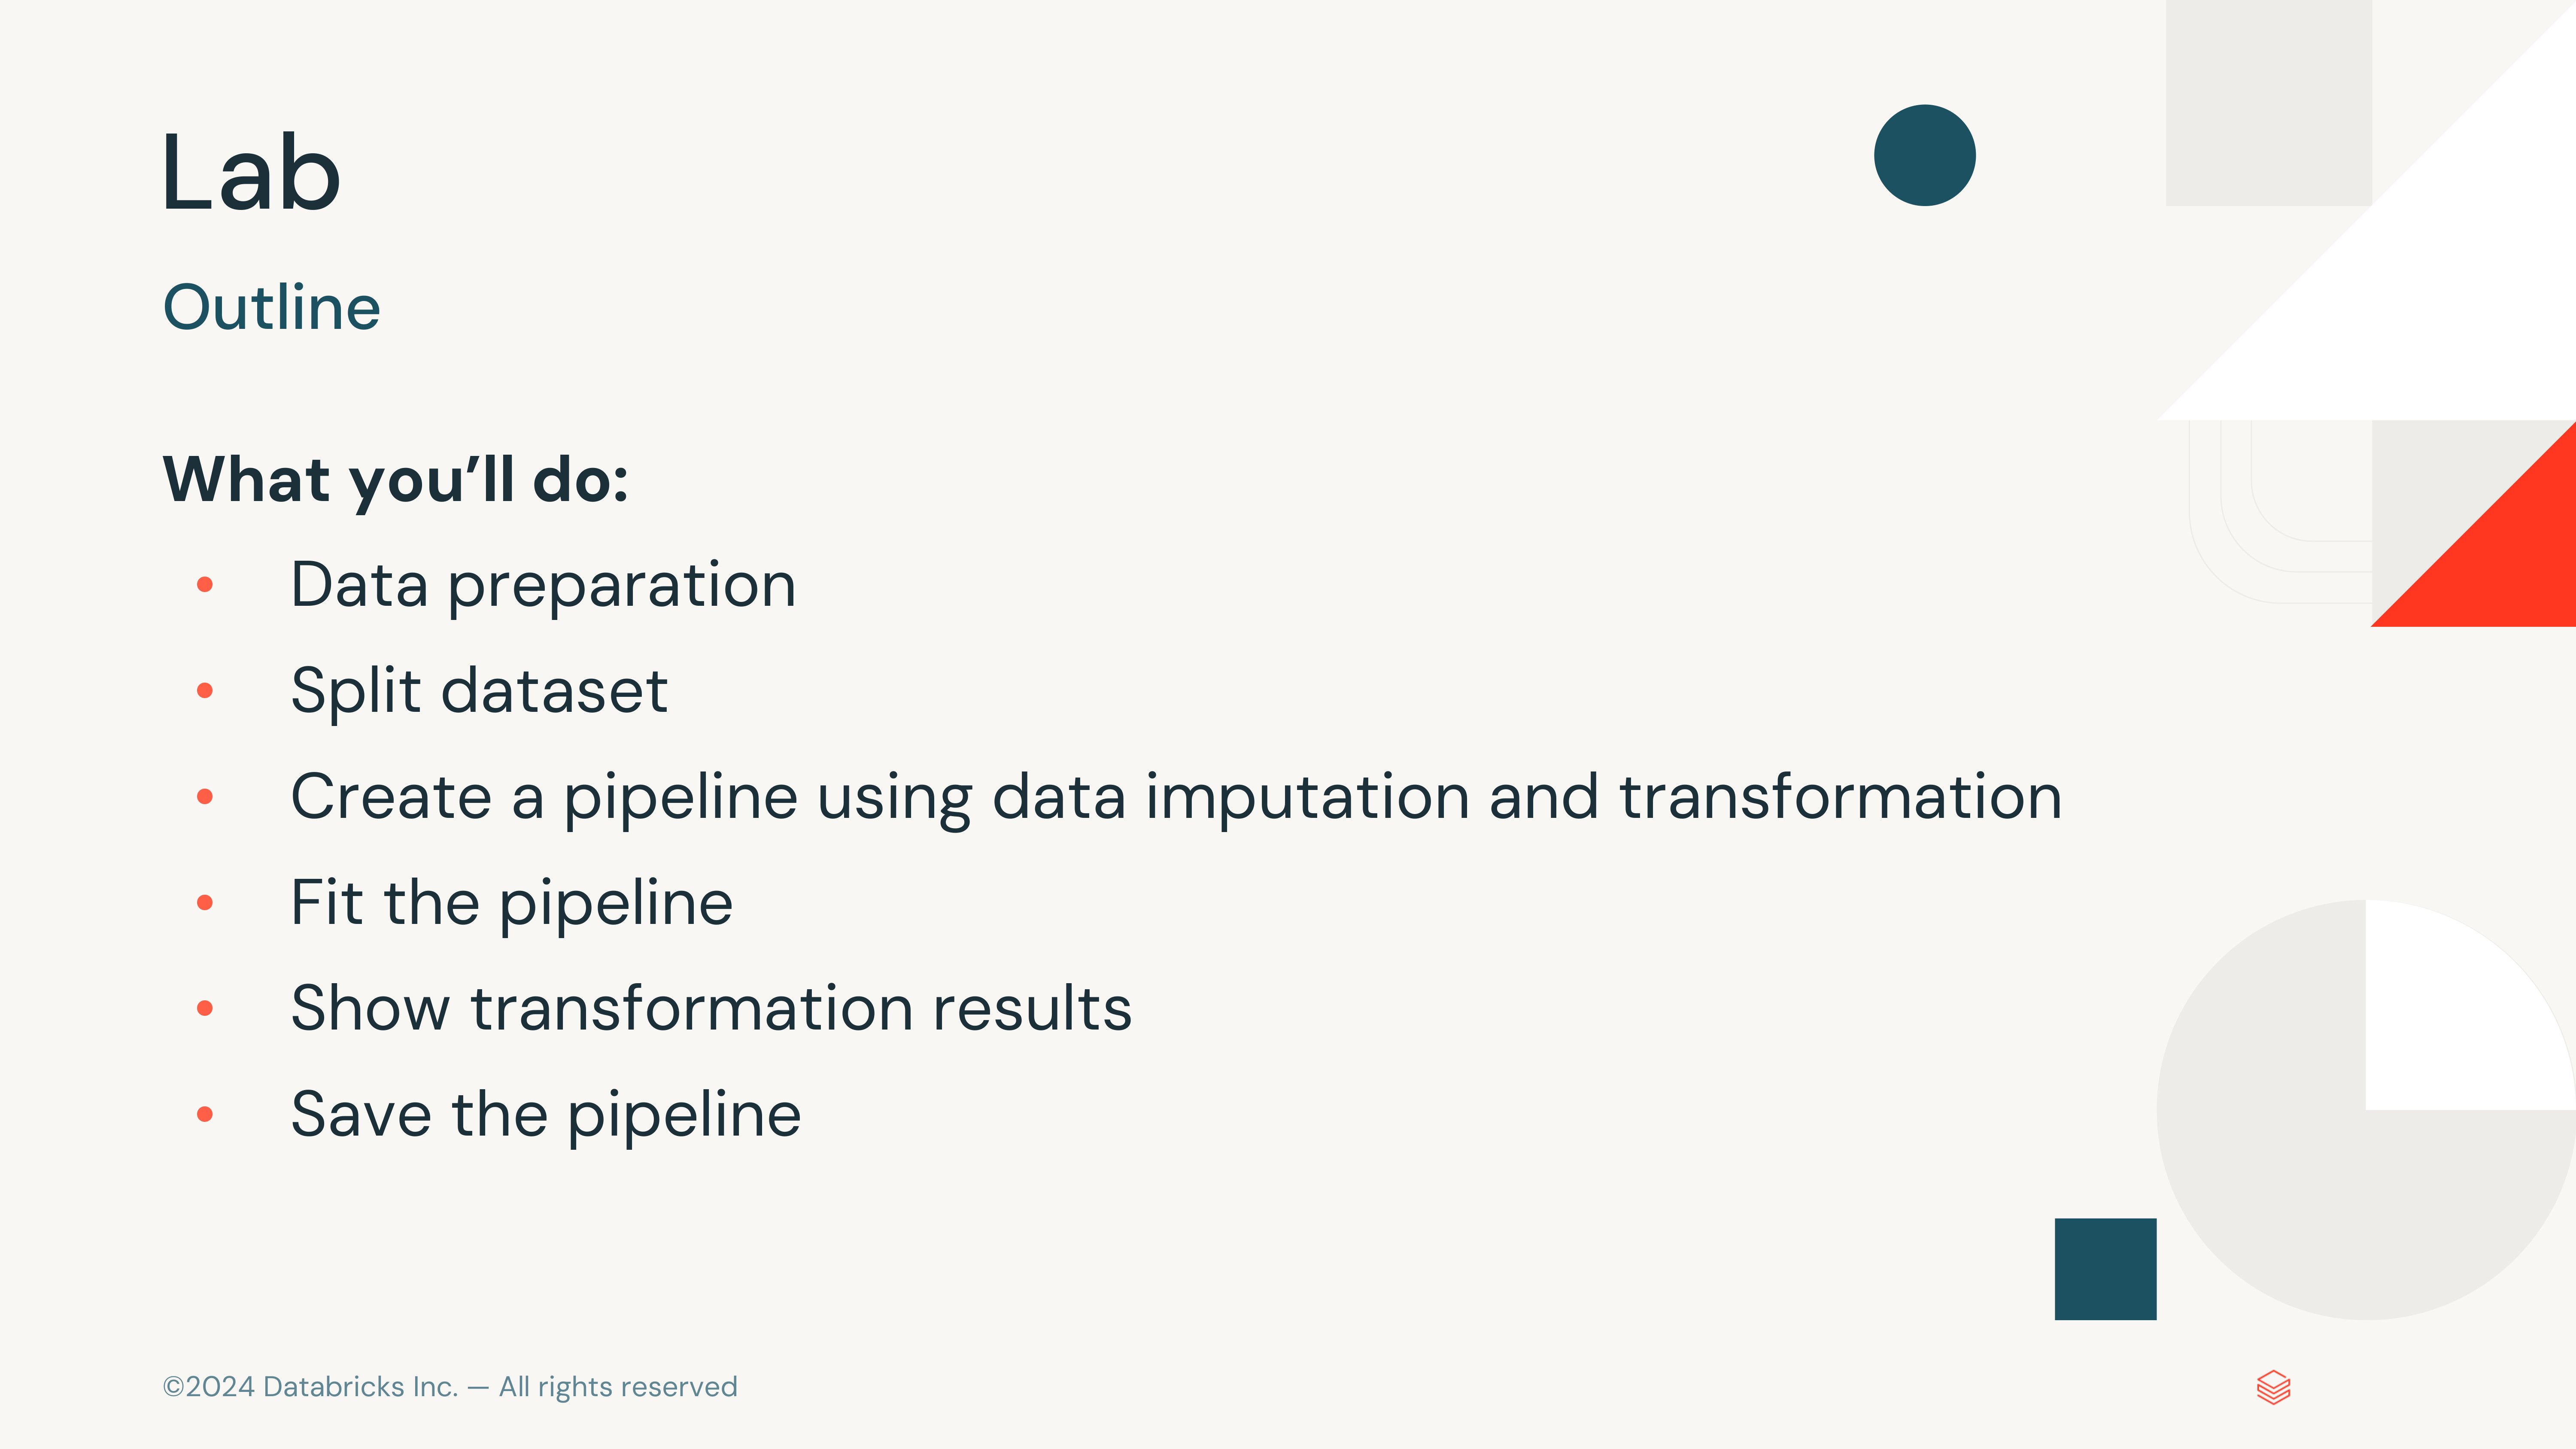 Lab
Outline
What you’ll do:
• Data preparation
• Split dataset
• Create a pipeline using data imputation and transformation
• Fit the pipeline
• Show transformation results
• Save the pipeline
©2024 Databricks Inc. — All rights reserved